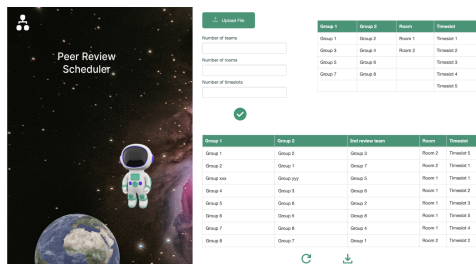 Peer Review
Scheduler
Upload File
Number of teams
Number of rooms
Number of timeslots
Group 1 Group 2 Room Timeslot
Group 1 Group 2 Room 1 Timeslot 1
Group 3 Group 4 Room 2 Timeslot 2
Group 5 Group 6 Timeslot 3
Group 7 Group 8 Timeslot 4
Timeslot 5
Group 1 Group 2 2nd review team Room Timeslot
Group 1 Group 2 Group 3 Room 2 Timeslot 5
Group 2 Group 1 Group 7 Room 2 Timeslot 1
Group xxx Group yyy Group 5 Room 1 Timeslot 1
Group 4 Group 3 Group 6 Room 1 Timeslot 2
Group 5 Group 6 Group 2 Room 1 Timeslot 3
Group 6 Group 5 Group 8 Room 1 Timeslot 5
Group 7 Group 8 Group 4 Room 1 Timeslot 4
Group 8 Group 7 Group 1 Room 2 Timeslot 2